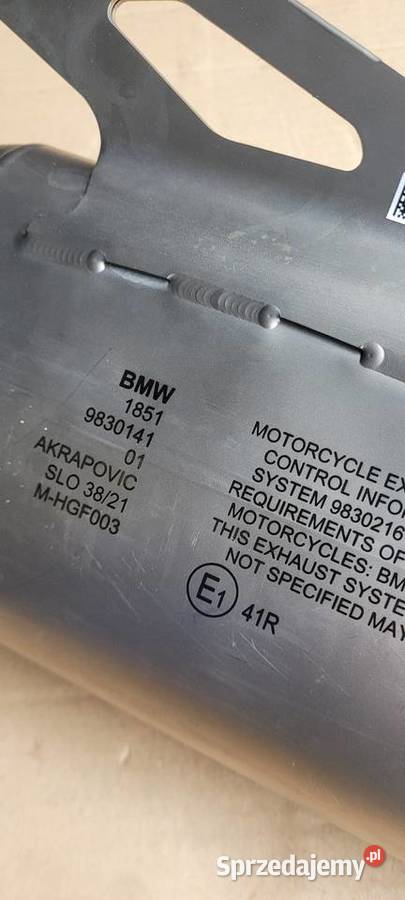 BMW
1851
9830141
01
AKRAPOVIC
SLO 38/21
M-HGF003
MOTORCYCLE EX
CONTROL INFOR
SYSTEM 9830216
REQUIREMENTS OF
MOTORCYCLES: BM
THIS EXHAUST SYSTE
NOT SPECIFIED MAY
E1 41R
Sprzedajemy.pl